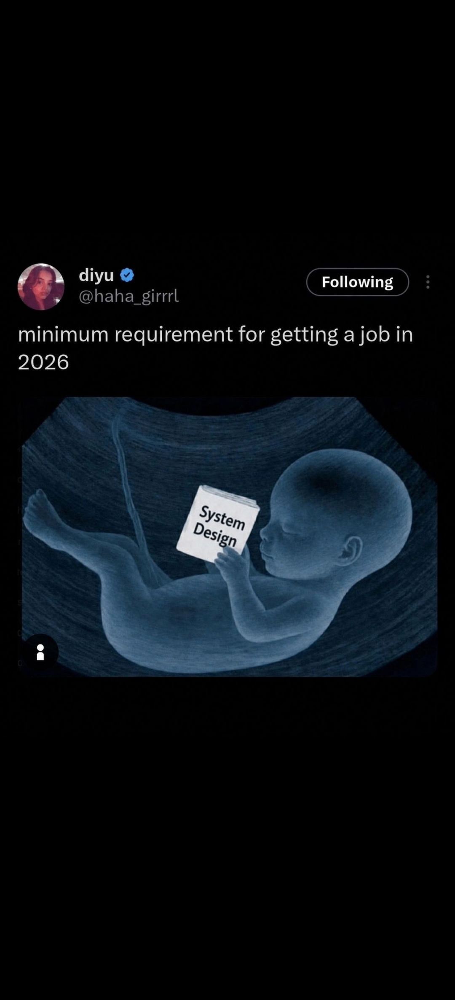 diyu
Following
@haha_girrrl
minimum requirement for getting a job in
2026
System
Design